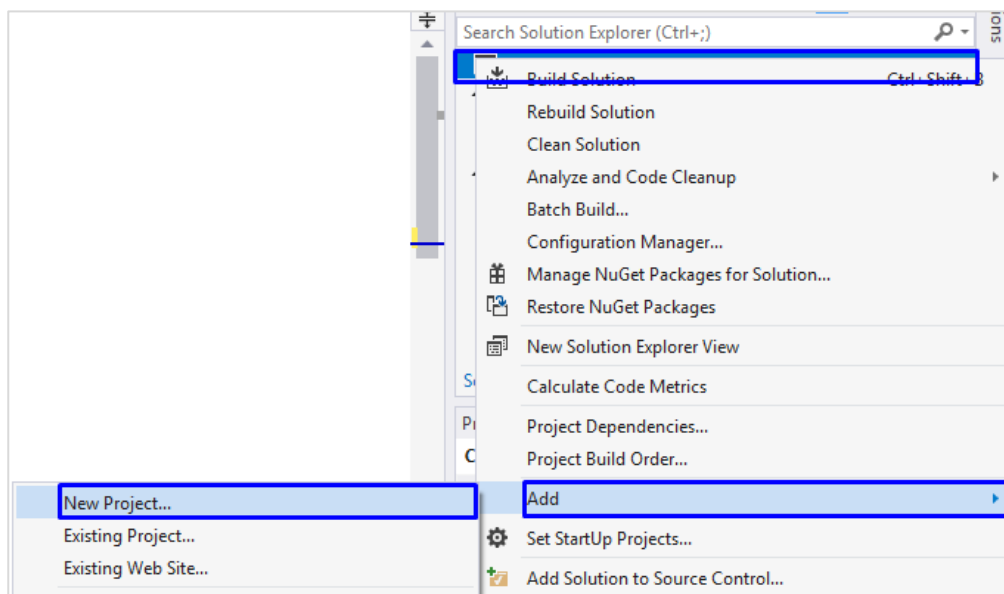 Search Solution Explorer (Ctrl+;)
Build Solution Ctrl+Shift+B
Rebuild Solution
Clean Solution
Analyze and Code Cleanup
Batch Build...
Configuration Manager...
Manage NuGet Packages for Solution...
Restore NuGet Packages
New Solution Explorer View
Calculate Code Metrics
Project Dependencies...
Project Build Order...
Add
Set StartUp Projects...
Add Solution to Source Control...
New Project...
Existing Project...
Existing Web Site...